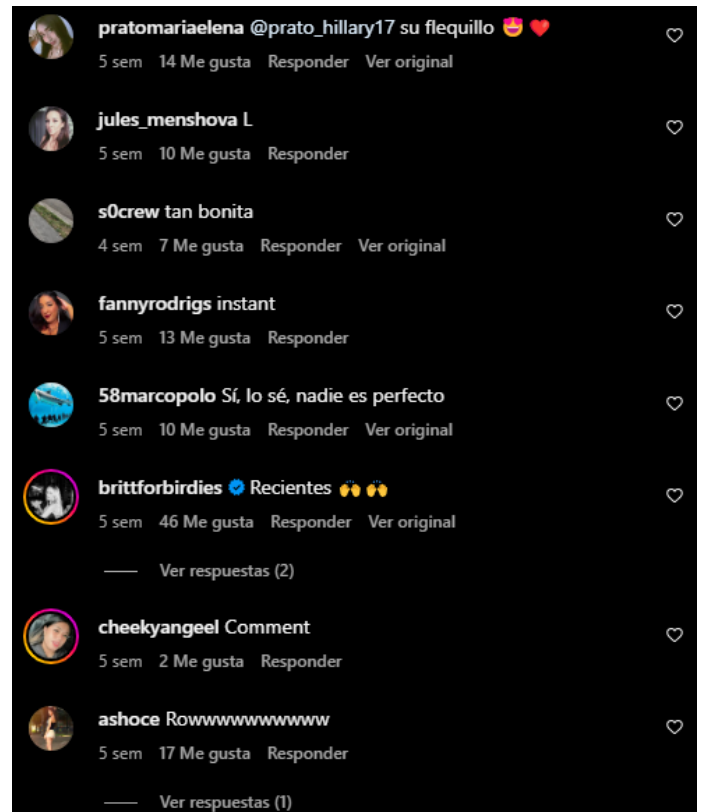 pratomariaelena @prato_hillary17 su flequillo 😍 ❤️
5 sem 14 Me gusta Responder Ver original
jules_menshova L
5 sem 10 Me gusta Responder
s0crew tan bonita
4 sem 7 Me gusta Responder Ver original
fannyrodrigs instant
5 sem 13 Me gusta Responder
58marcopolo Sí, lo sé, nadie es perfecto
5 sem 10 Me gusta Responder Ver original
brittforbirdies Recientes 🙌 🙌
5 sem 46 Me gusta Responder Ver original
Ver respuestas (2)
cheekyangeel Comment
5 sem 2 Me gusta Responder
ashoce Rowwwwwwwwww
5 sem 17 Me gusta Responder
Ver respuestas (1)